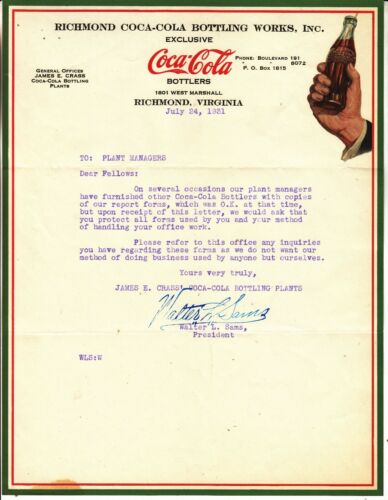 RICHMOND COCA-COLA BOTTLING WORKS, INC.
EXCLUSIVE
Coca-Cola
BOTTLERS
GENERAL OFFICES
JAMES E. CRASS
COCA-COLA BOTTLING
PLANTS
PHONE: BOULEVARD 191
6072
P. O. BOX 1815
1801 WEST MARSHALL
RICHMOND, VIRGINIA
July 24, 1931
TO: PLANT MANAGERS
Dear Fellows:
On several occasions our plant managers
have furnished other Coca-Cola Bottlers with copies
of our report forms, which was O.K. at that time,
but upon receipt of this letter, we would ask that
you protect all forms used by you and your method
of handling your office work.
Please refer to this office any inquiries
you have regarding these forms as we do not want our
method of doing business used by anyone but ourselves.
Yours very truly,
JAMES E. CRASS' COCA-COLA BOTTLING PLANTS
Walter L. Sams
Walter L. Sams,
President
WLS:W